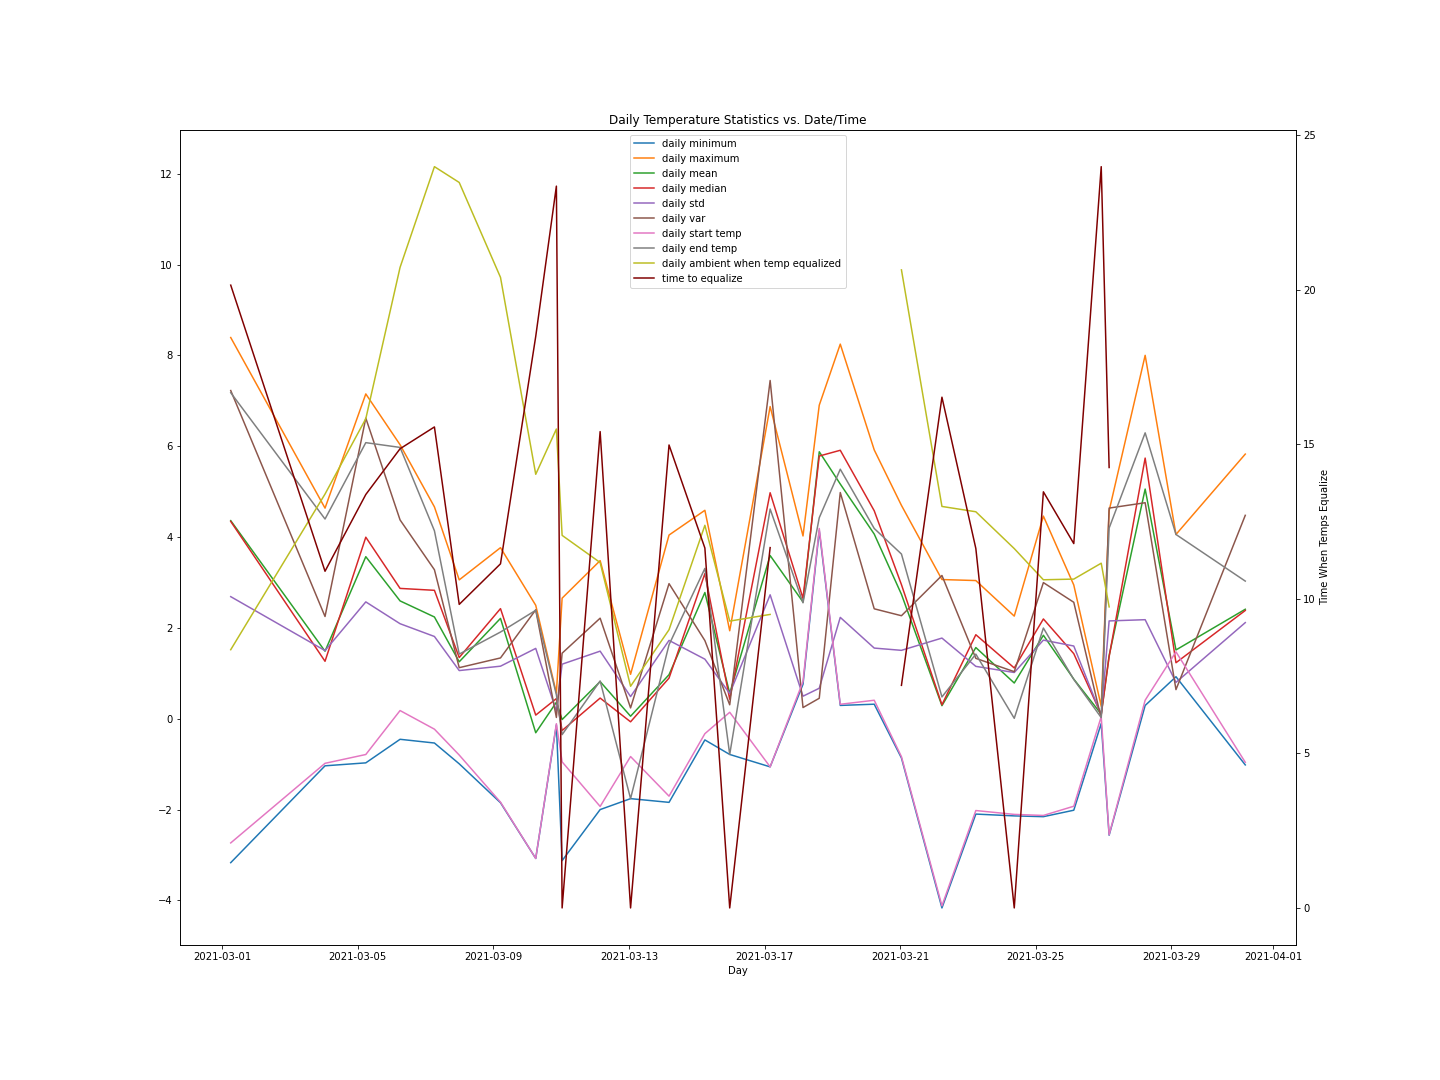 Daily Temperature Statistics vs. Date/Time
daily minimum
daily maximum
daily mean
daily median
daily std
daily var
daily start temp
daily end temp
daily ambient when temp equalized
time to equalize
12
10
8
6
4
2
0
−2
−4
25
20
15
10
5
0
Time When Temps Equalize
2021-03-01 2021-03-05 2021-03-09 2021-03-13 2021-03-17 2021-03-21 2021-03-25 2021-03-29 2021-04-01
Day